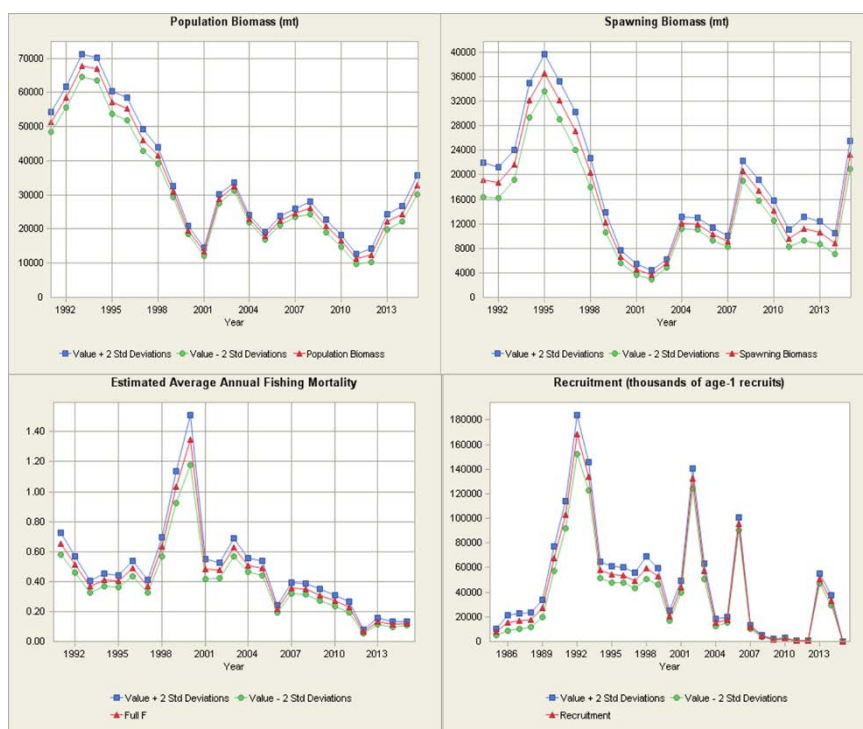 Population Biomass (mt)
70000
60000
50000
40000
30000
20000
10000
0
1992 1995 1998 2001 2004 2007 2010 2013
Year
Value + 2 Std Deviations Value - 2 Std Deviations Population Biomass
Spawning Biomass (mt)
40000
36000
32000
28000
24000
20000
16000
12000
8000
4000
0
1992 1995 1998 2001 2004 2007 2010 2013
Year
Value + 2 Std Deviations Value - 2 Std Deviations Spawning Biomass
Estimated Average Annual Fishing Mortality
1.40
1.20
1.00
0.80
0.60
0.40
0.20
0.00
1992 1995 1998 2001 2004 2007 2010 2013
Year
Value + 2 Std Deviations Value - 2 Std Deviations
Full F
Recruitment (thousands of age-1 recruits)
180000
160000
140000
120000
100000
80000
60000
40000
20000
0
1986 1989 1992 1995 1998 2001 2004 2007 2010 2013
Year
Value + 2 Std Deviations Value - 2 Std Deviations
Recruitment